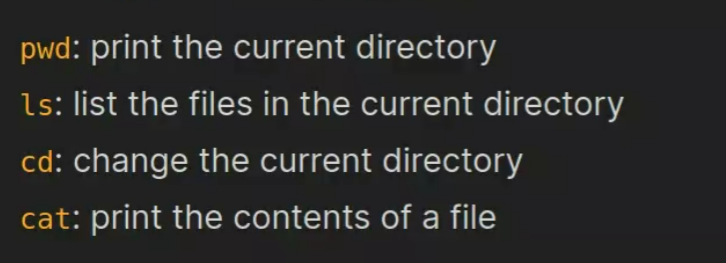 pwd: print the current directory
ls: list the files in the current directory
cd: change the current directory
cat: print the contents of a file